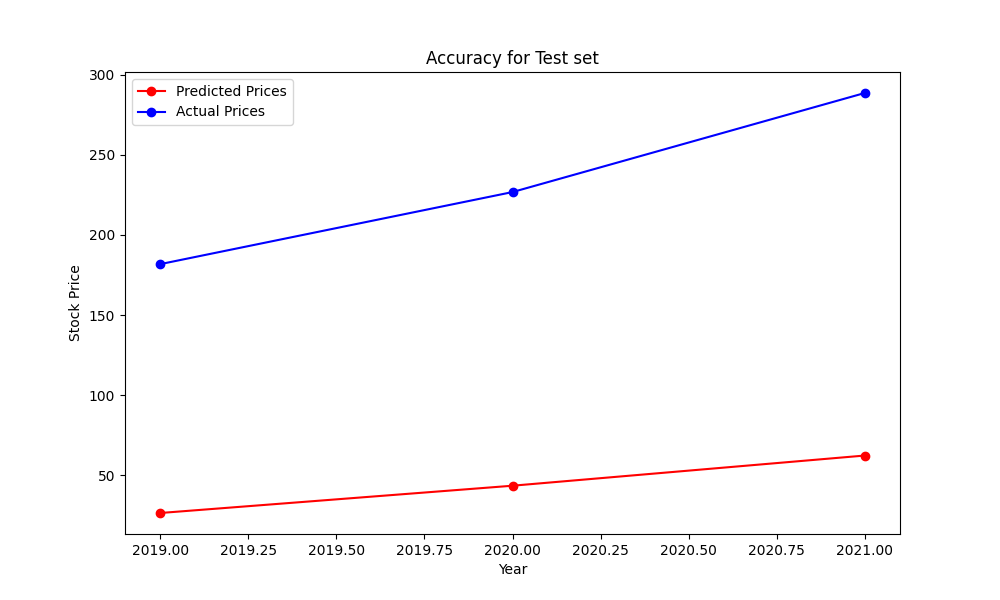 Accuracy for Test set
Predicted Prices
Actual Prices
300
250
200
150
100
50
Stock Price
2019.00 2019.25 2019.50 2019.75 2020.00 2020.25 2020.50 2020.75 2021.00
Year